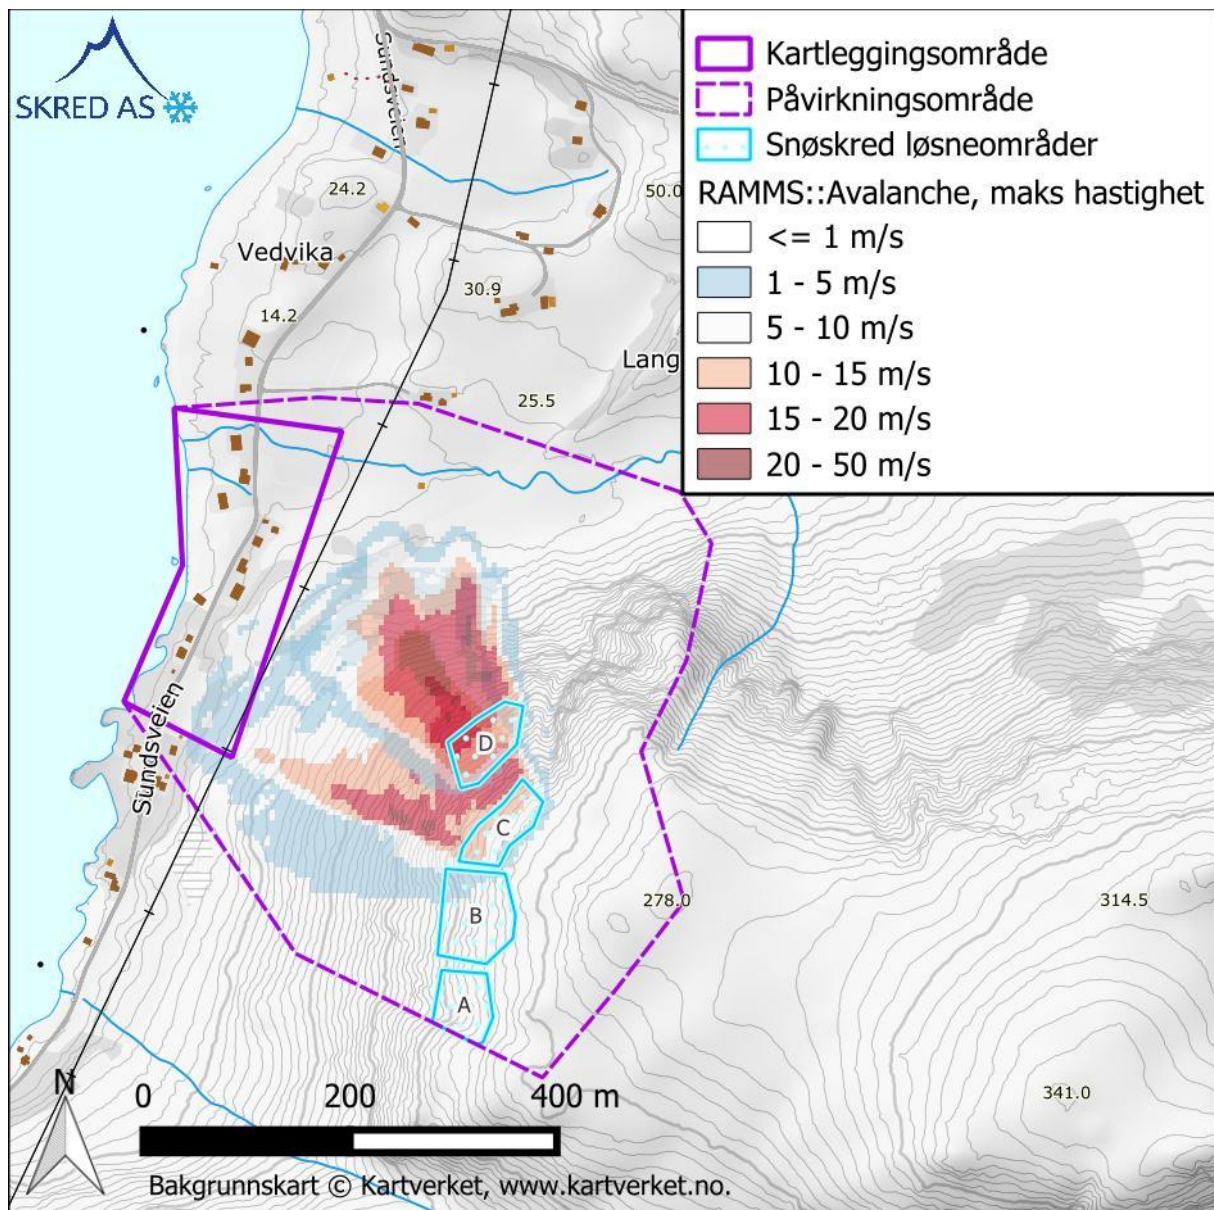 SKRED AS
Sundsveien
24.2
50.0
Vedvika
30.9
14.2
Lang
25.5
Kartleggingsområde
Påvirkningsområde
Snøskred løsneområder
RAMMS::Avalanche, maks hastighet
<= 1 m/s
1 - 5 m/s
5 - 10 m/s
10 - 15 m/s
15 - 20 m/s
20 - 50 m/s
Sundsveien
D
C
B
A
278.0
314.5
341.0
N
0 200 400 m
Bakgrunnskart © Kartverket, www.kartverket.no.